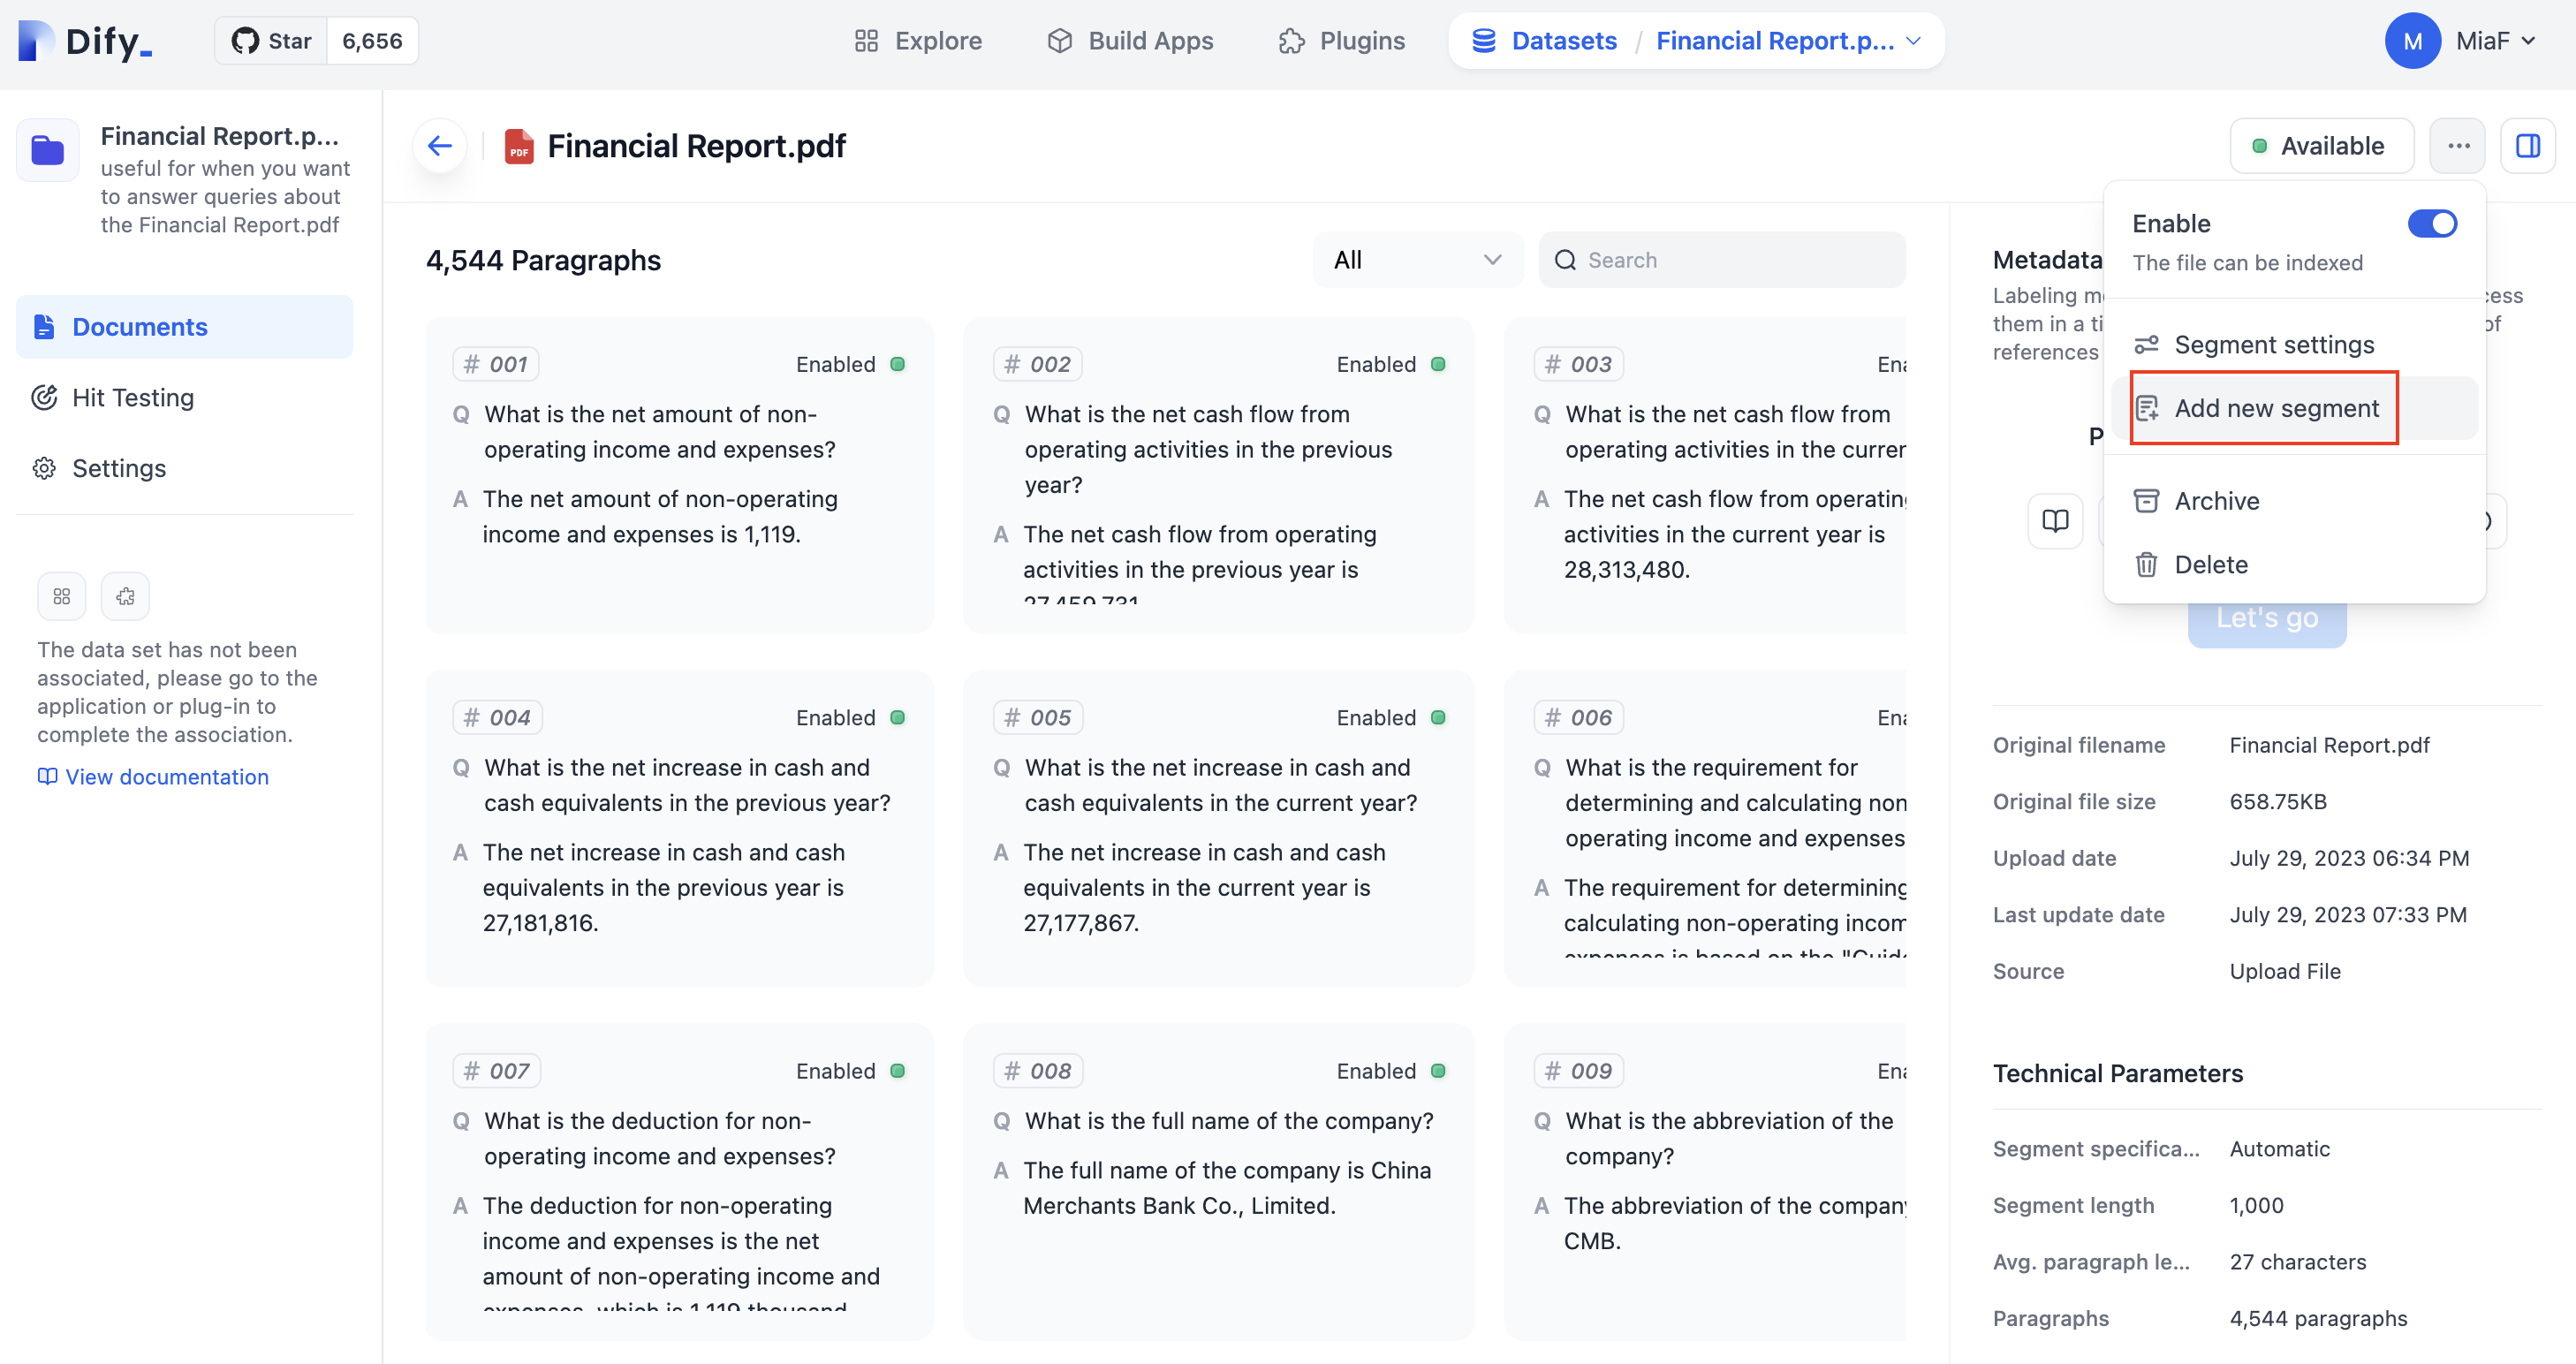 Dify_
Star 6,656
Explore
Build Apps
Plugins
Datasets / Financial Report.p...
M MiaF
Financial Report.p...
useful for when you want
to answer queries about
the Financial Report.pdf
Documents
Hit Testing
Settings
The data set has not been
associated, please go to the
application or plug-in to
complete the association.
View documentation
PDF Financial Report.pdf
Available
4,544 Paragraphs
All
Search
# 001 Enabled
Q What is the net amount of non-
operating income and expenses?
A The net amount of non-operating
income and expenses is 1,119.
# 002 Enabled
Q What is the net cash flow from
operating activities in the previous
year?
A The net cash flow from operating
activities in the previous year is
27,459,731
# 003
Q What is the net cash flow from
operating activities in the
A The net cash flow from
activities in the current year is
28,313,480.
# 004 Enabled
Q What is the net increase in cash and
cash equivalents in the previous year?
A The net increase in cash and cash
equivalents in the previous year is
27,181,816.
# 005 Enabled
Q What is the net increase in cash and
cash equivalents in the current year?
A The net increase in cash and cash
equivalents in the current year is
27,177,867.
# 006
Q What is the requirement for
determining and calculating non
operating income and expenses
A The requirement for determining
calculating non-operating
expenses is based on the
# 007 Enabled
Q What is the deduction for non-
operating income and expenses?
A The deduction for non-operating
income and expenses is the net
amount of non-operating income and
expenses, which is 1,119 thousand
# 008 Enabled
Q What is the full name of the company?
A The full name of the company is China
Merchants Bank Co., Limited.
# 009
Q What is the abbreviation of the
company?
A The abbreviation of the company
CMB.
Enable
The file can be indexed
Segment settings
Add new segment
Archive
Delete
Metadata
Labeling
them in a of
references
Let's go
Original filename Financial Report.pdf
Original file size 658.75KB
Upload date July 29, 2023 06:34 PM
Last update date July 29, 2023 07:33 PM
Source Upload File
Technical Parameters
Segment specifica... Automatic
Segment length 1,000
Avg. paragraph le... 27 characters
Paragraphs 4,544 paragraphs